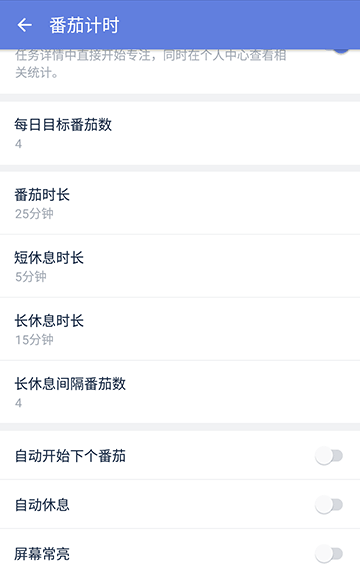 番茄计时
任务详情中直接开始专注，同时在个人中心查看相
关统计。
每日目标番茄数
4
番茄时长
25分钟
短休息时长
5分钟
长休息时长
15分钟
长休息间隔番茄数
4
自动开始下个番茄
自动休息
屏幕常亮